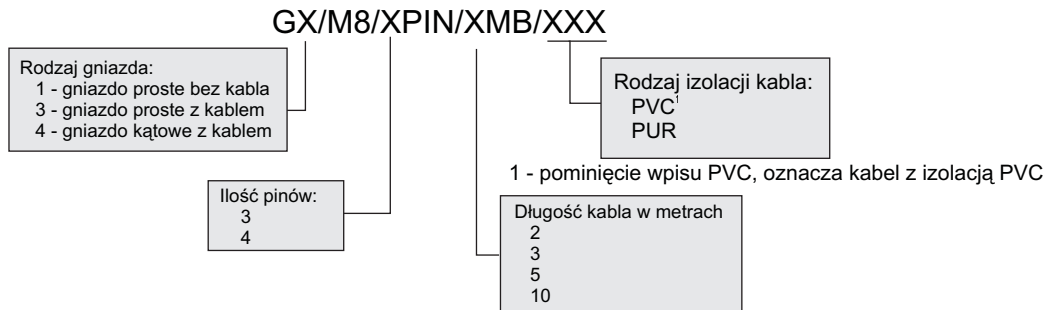 GX/M8/XPIN/XMB/XXX
Rodzaj gniazda:
1 - gniazdo proste bez kabla
3 - gniazdo proste z kablem
4 - gniazdo kątowe z kablem
Rodzaj izolacji kabla:
PVC¹
PUR
1 - pominięcie wpisu PVC, oznacza kabel z izolacją PVC
Ilość pinów:
3
4
Długość kabla w metrach
2
3
5
10